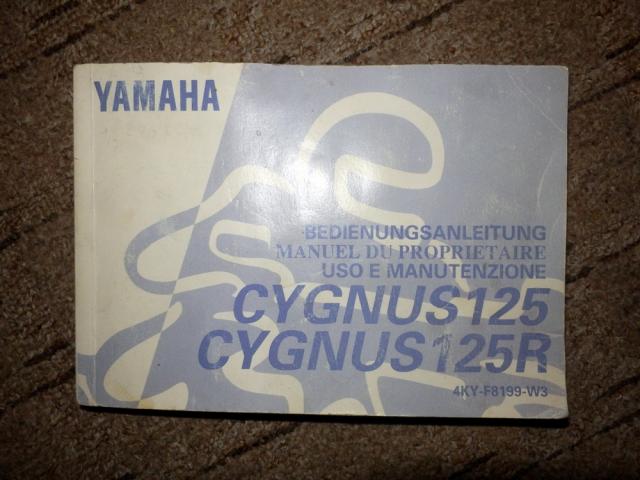 YAMAHA
BEDIENUNGSANLEITUNG
MANUEL DU PROPRIETAIRE
USO E MANUTENZIONE
CYGNUS125
CYGNUS125R
4KY-F8199-W3